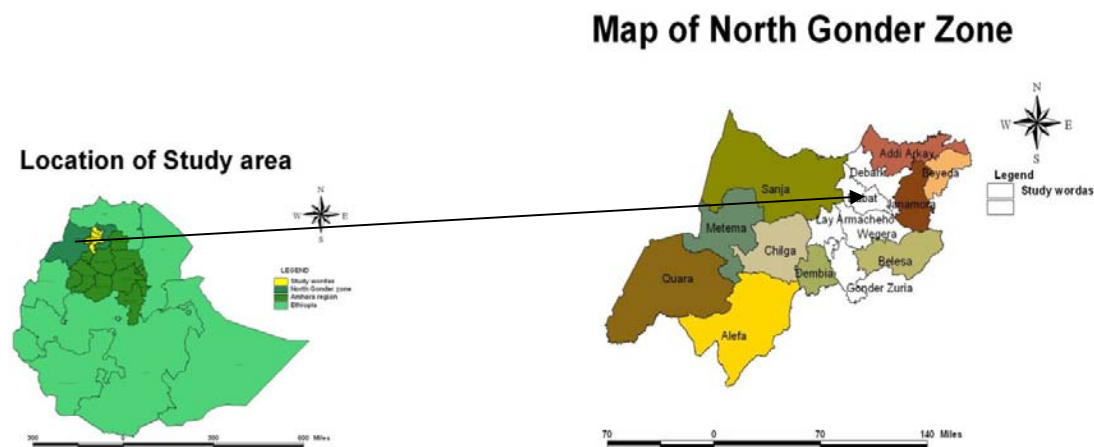 Map of North Gonder Zone
Location of Study area
N
W E
S
LEGEND
Study wordas
North Gonder zone
Amhara region
Ethiopia
300 0 300 600 Miles
N
W E
S
Legend
Study wordas
Addi Arkay
Beyeda
Debark
Sanja
Janamora
Lay Armacheho
Metema
Wegera
Chilga
Belesa
Quara
Dembia
Gonder Zuria
Alefa
70 0 70 140 Miles